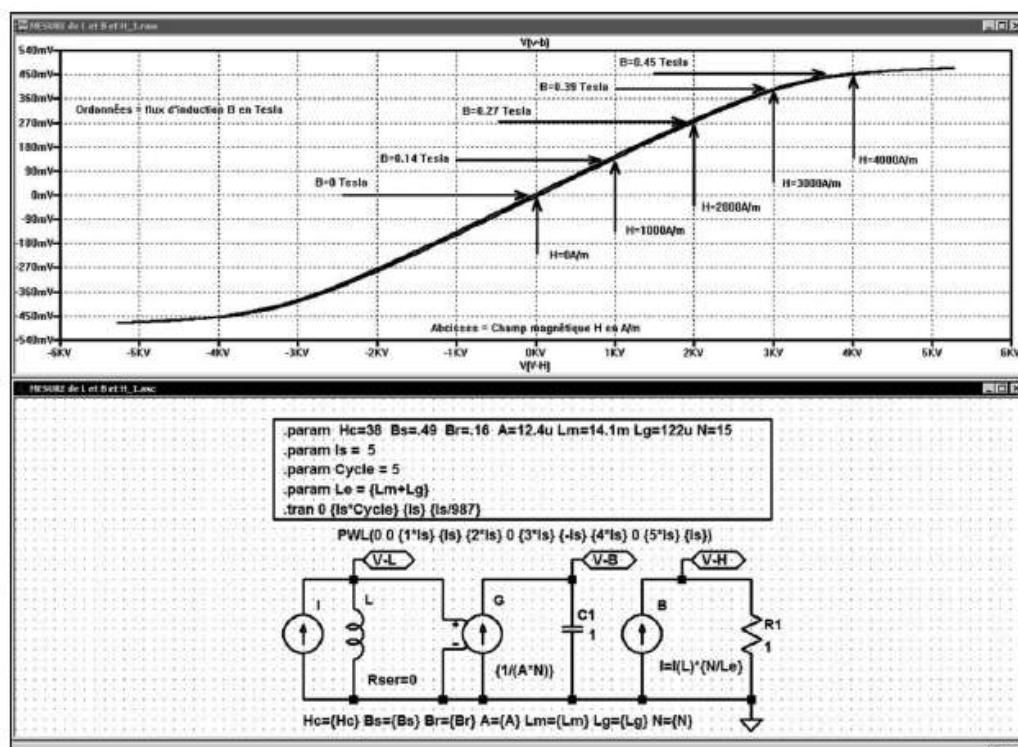 MESURE de L et B et H_1.raw
V(v-b)
540mV
450mV
360mV
270mV
180mV
90mV
0mV
-90mV
-180mV
-270mV
-360mV
-450mV
-540mV
B=0.45 Tesla
B=0.39 Tesla
Ordonnées = flux d'induction B en Tesla
B=0.27 Tesla
B=0.14 Tesla
B=0 Tesla
H=4000A/m
H=3000A/m
H=2000A/m
H=1000A/m
H=0A/m
Abcisses = Champ magnétique H en A/m
-6KV -5KV -4KV -3KV -2KV -1KV 0KV 1KV 2KV 3KV 4KV 5KV 6KV
V(V-H)
MESURE de L et B et H_1.asc
.param Hc=38 Bs=.49 Br=.16 A=12.4u Lm=14.1m Lg=122u N=15
.param Is = 5
.param Cycle = 5
.param Le = {Lm+Lg}
.tran 0 {Is*Cycle} {Is} {Is/987}
PWL(0 0 {1*Is} {Is} {2*Is} 0 {3*Is} {-Is} {4*Is} 0 {5*Is} {Is})
V-L
V-B
V-H
I
L
G
C1
B
R1
+
-
1
1
{1/(A*N)}
I=I(L)*{N/Le}
Rser=0
Hc={Hc} Bs={Bs} Br={Br} A={A} Lm={Lm} Lg={Lg} N={N}